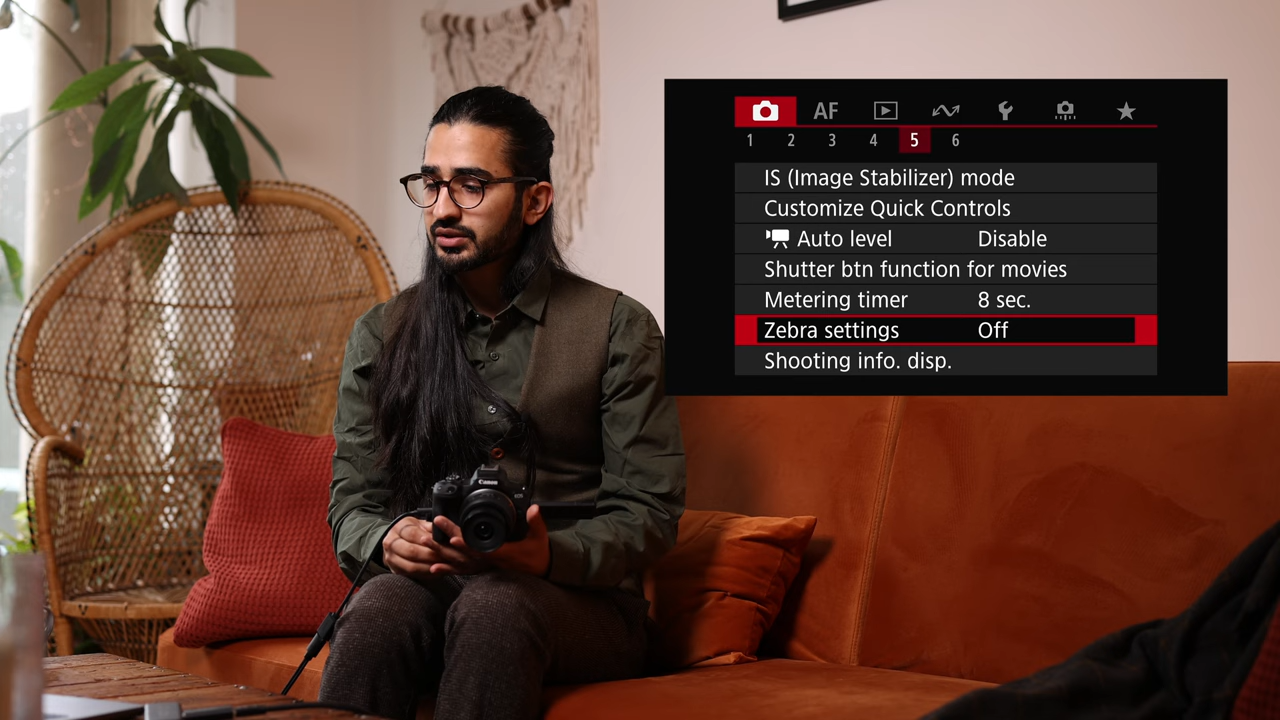 AF
1 2 3 4 5 6
IS (Image Stabilizer) mode
Customize Quick Controls
Auto level Disable
Shutter btn function for movies
Metering timer 8 sec.
Zebra settings Off
Shooting info. disp.
Canon